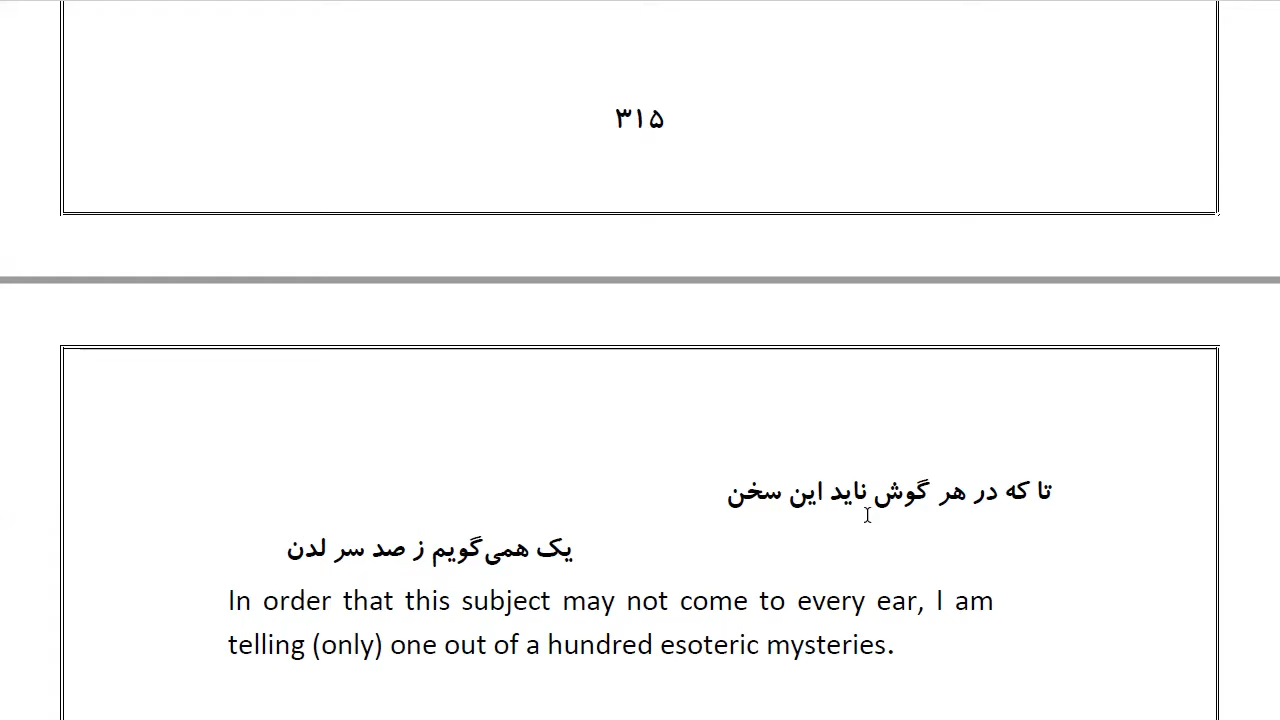 ۳۱۵
تا که در هر گوش ناید این سخن
یک همی‌گویم ز صد سر لدن
In order that this subject may not come to every ear, I am
telling (only) one out of a hundred esoteric mysteries.